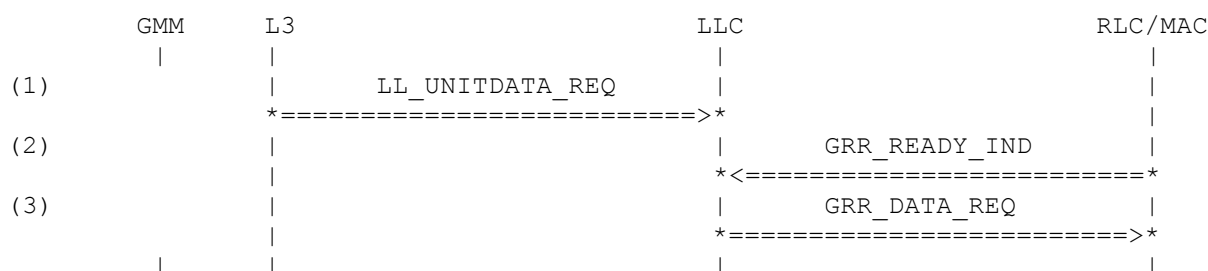 GMM L3 LLC RLC/MAC
(1) LL_UNITDATA_REQ
(2) GRR_READY_IND
(3) GRR_DATA_REQ